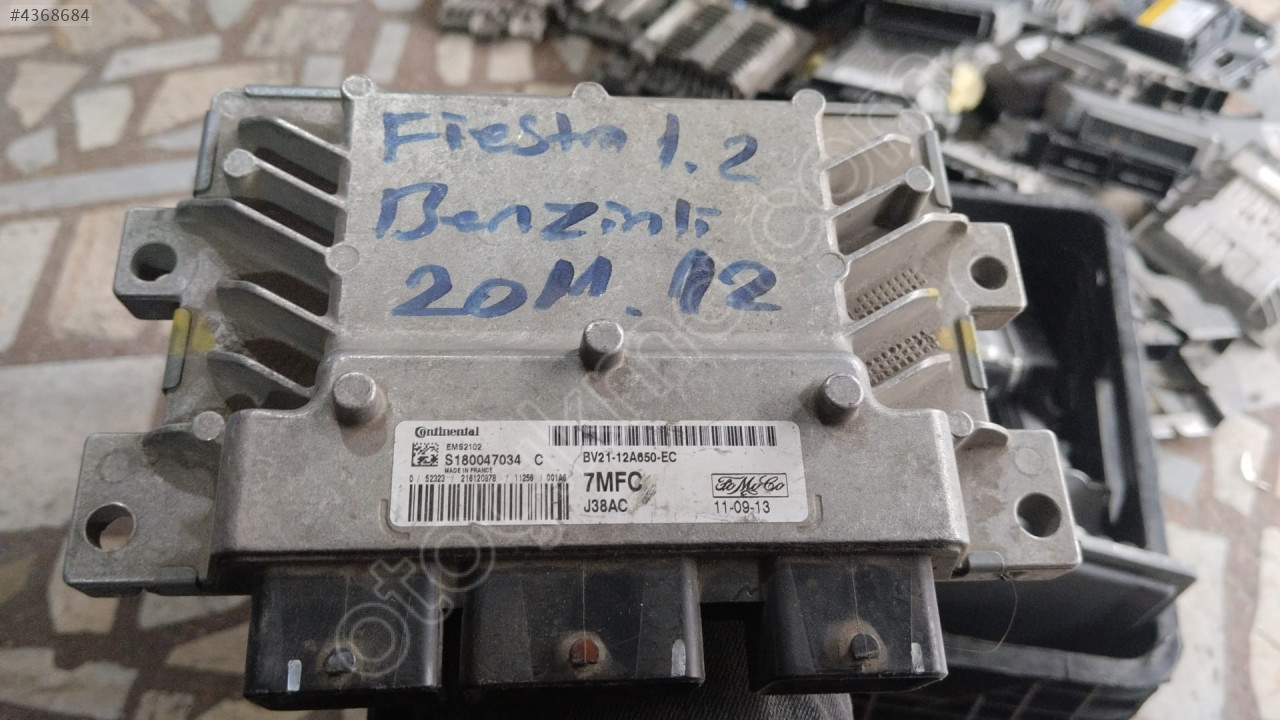 #4368684
Fiesta 1.2
Benzinli
2011.12
Continental
EMS2102
S180047034 C
MADE IN FRANCE
BV21-12A650-EC
7MFC
FoMoCo
J38AC
11-09-13